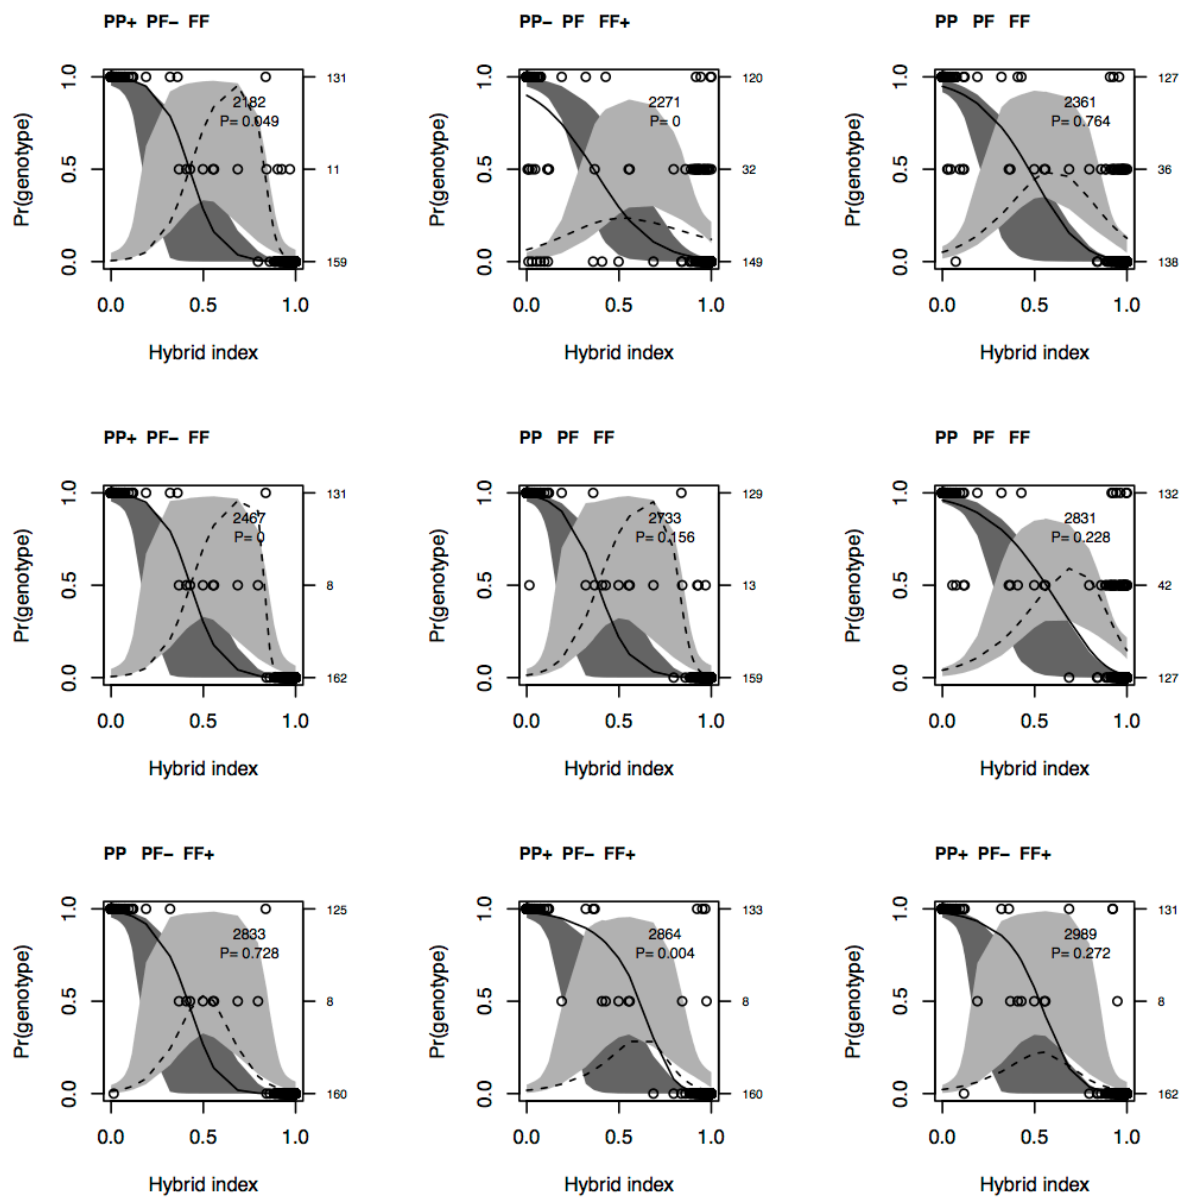 PP+ PF− FF
PP− PF FF+
PP PF FF
Pr(genotype)
1.0
0.5
0.0
2182
P= 0.049
131
11
159
0.0 0.5 1.0
Hybrid index
Pr(genotype)
1.0
0.5
0.0
2271
P= 0
120
32
149
0.0 0.5 1.0
Hybrid index
Pr(genotype)
1.0
0.5
0.0
2361
P= 0.764
127
36
138
0.0 0.5 1.0
Hybrid index
PP+ PF− FF
PP PF FF
PP PF FF
Pr(genotype)
1.0
0.5
0.0
2467
P= 0
131
8
162
0.0 0.5 1.0
Hybrid index
Pr(genotype)
1.0
0.5
0.0
2733
P= 0.156
129
13
159
0.0 0.5 1.0
Hybrid index
Pr(genotype)
1.0
0.5
0.0
2831
P= 0.228
132
42
127
0.0 0.5 1.0
Hybrid index
PP PF− FF+
PP+ PF− FF+
PP+ PF− FF+
Pr(genotype)
1.0
0.5
0.0
2833
P= 0.728
125
8
160
0.0 0.5 1.0
Hybrid index
Pr(genotype)
1.0
0.5
0.0
2864
P= 0.004
133
8
160
0.0 0.5 1.0
Hybrid index
Pr(genotype)
1.0
0.5
0.0
2989
P= 0.272
131
8
162
0.0 0.5 1.0
Hybrid index